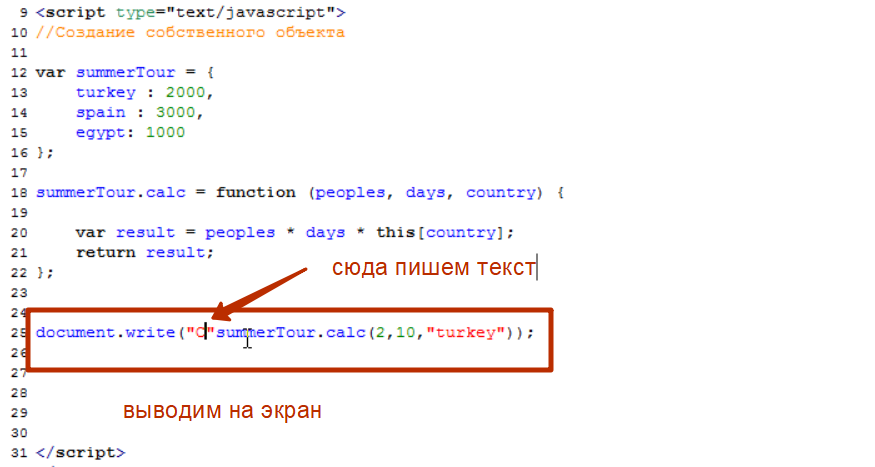 9 <script type="text/javascript">
10 //Создание собственного объекта
11
12 var summerTour = {
13 turkey : 2000,
14 spain : 3000,
15 egypt: 1000
16 };
17
18 summerTour.calc = function (peoples, days, country) {
19
20 var result = peoples * days * this[country];
21 return result;
22 };
сюда пишем текст
23
24
25 document.write("С"summerTour.calc(2,10,"turkey"));
26
27
28
выводим на экран
29
30
31 </script>